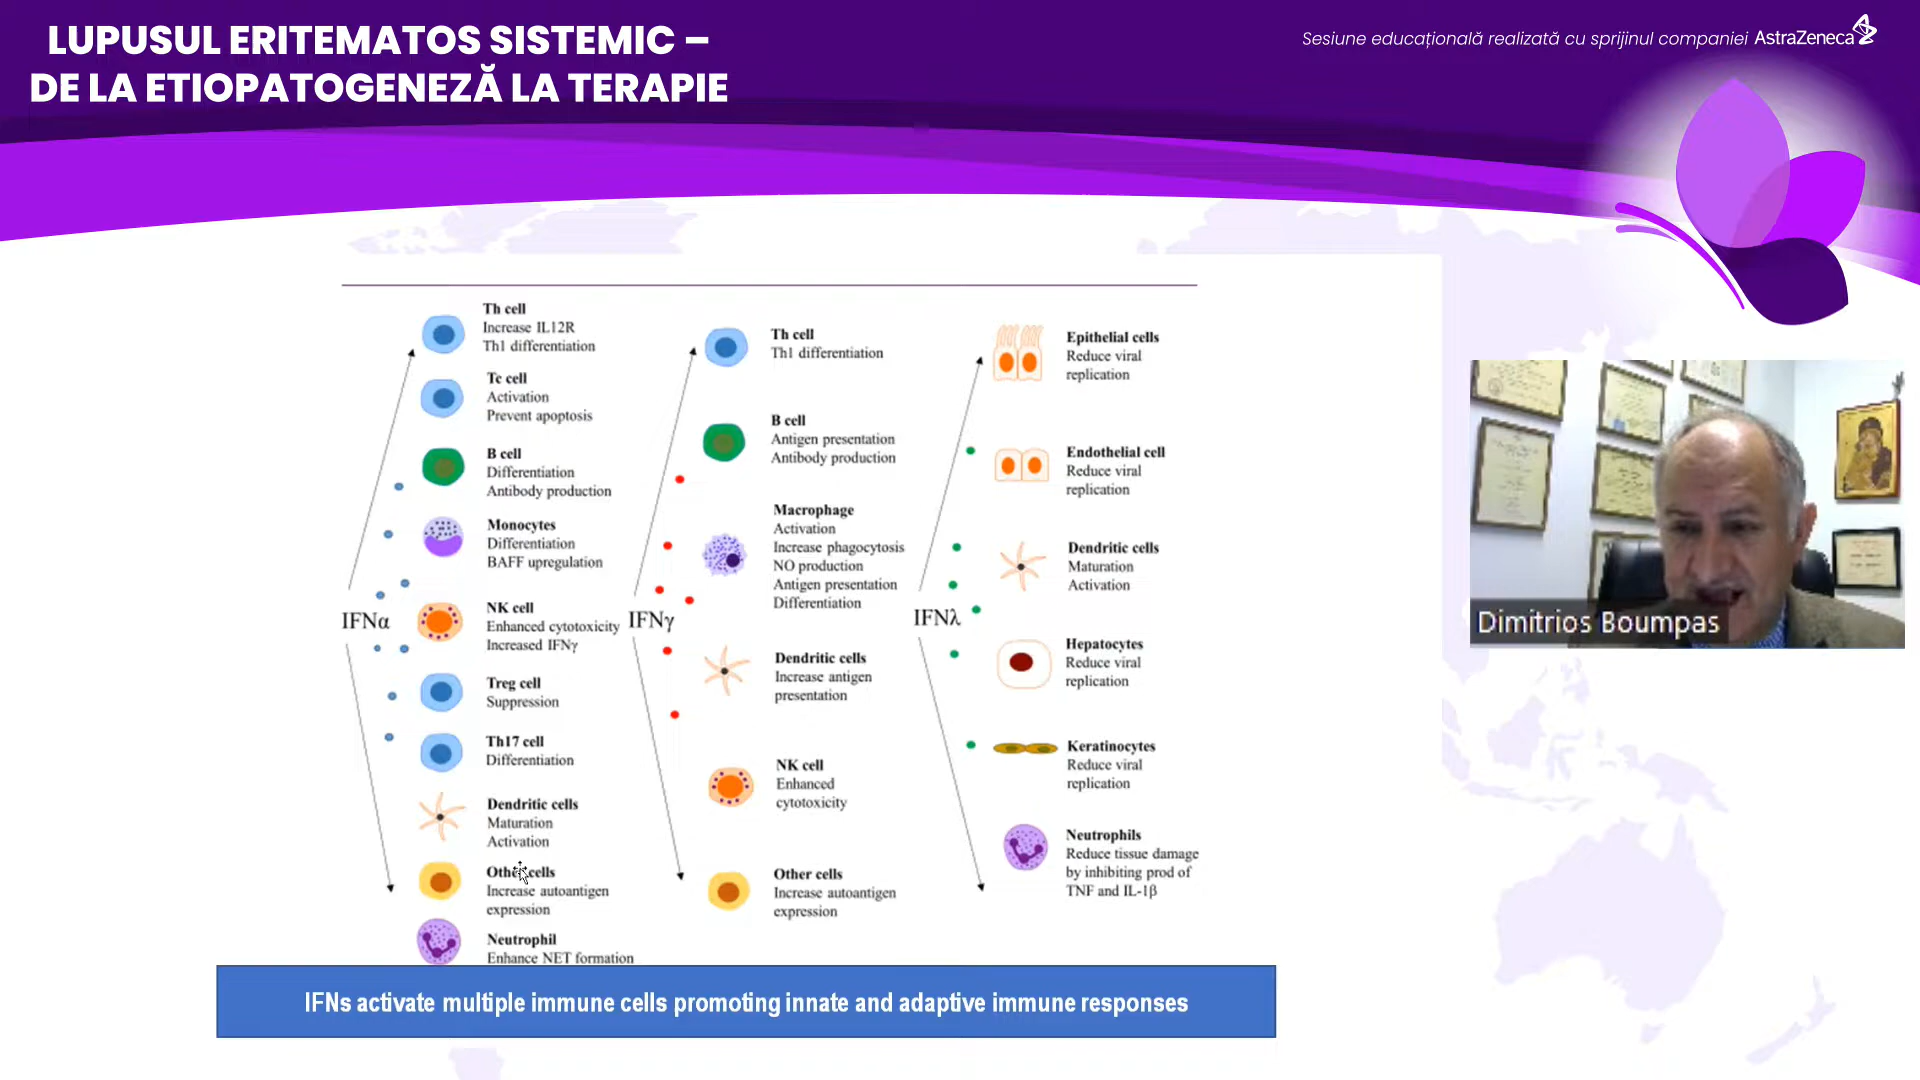 LUPUSUL ERITEMATOS SISTEMIC –
DE LA ETIOPATOGENEZĂ LA TERAPIE
Sesiune educațională realizată cu sprijinul companiei AstraZeneca
IFNα
Th cell
Increase IL12R
Th1 differentiation
Tc cell
Activation
Prevent apoptosis
B cell
Differentiation
Antibody production
Monocytes
Differentiation
BAFF upregulation
NK cell
Enhanced cytotoxicity
Increased IFNγ
Treg cell
Suppression
Th17 cell
Differentiation
Dendritic cells
Maturation
Activation
Other cells
Increase autoantigen
expression
Neutrophil
Enhance NET formation
IFNγ
Th cell
Th1 differentiation
B cell
Antigen presentation
Antibody production
Macrophage
Activation
Increase phagocytosis
NO production
Antigen presentation
Differentiation
Dendritic cells
Increase antigen
presentation
NK cell
Enhanced
cytotoxicity
Other cells
Increase autoantigen
expression
IFNλ
Epithelial cells
Reduce viral
replication
Endothelial cell
Reduce viral
replication
Dendritic cells
Maturation
Activation
Hepatocytes
Reduce viral
replication
Keratinocytes
Reduce viral
replication
Neutrophils
Reduce tissue damage
by inhibiting prod of
TNF and IL-1β
Dimitrios Boumpas
IFNs activate multiple immune cells promoting innate and adaptive immune responses